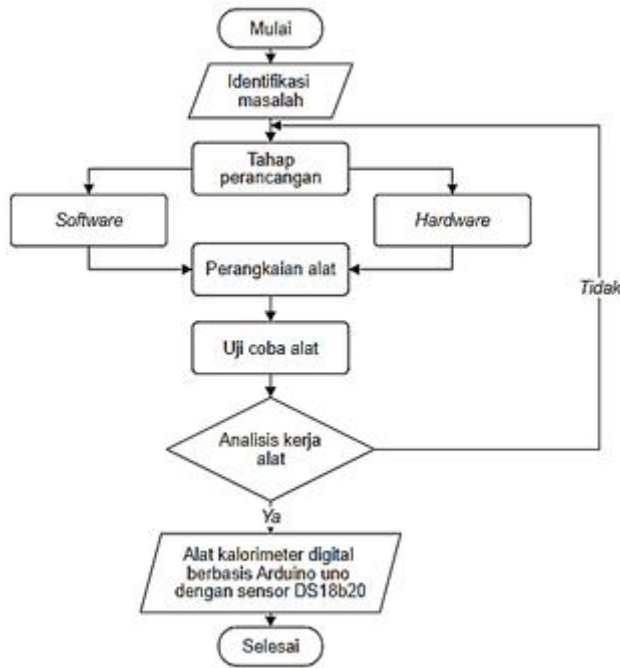 Mulai
Identifikasi
masalah
Tahap
perancangan
Software
Hardware
Perangkaian alat
Tidak
Uji coba alat
Analisis kerja
alat
Ya
Alat kalorimeter digital
berbasis Arduino uno
dengan sensor DS18b20
Selesai